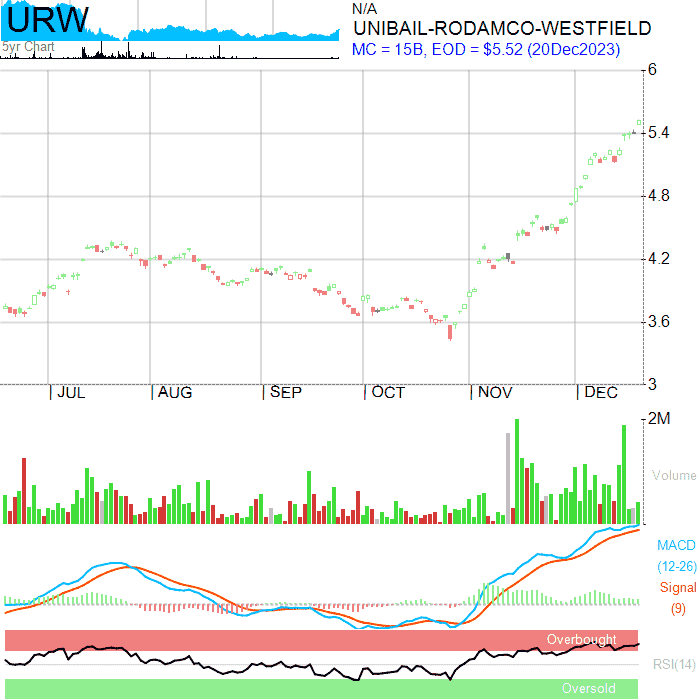 URW
5yr Chart
N/A
UNIBAIL-RODAMCO-WESTFIELD
MC = 15B, EOD = $5.52 (20Dec2023)
6
5.4
4.8
4.2
3.6
3
JUL AUG SEP OCT NOV DEC
2M
Volume
MACD
(12-26)
Signal
(9)
Overbought
RSI(14)
Oversold